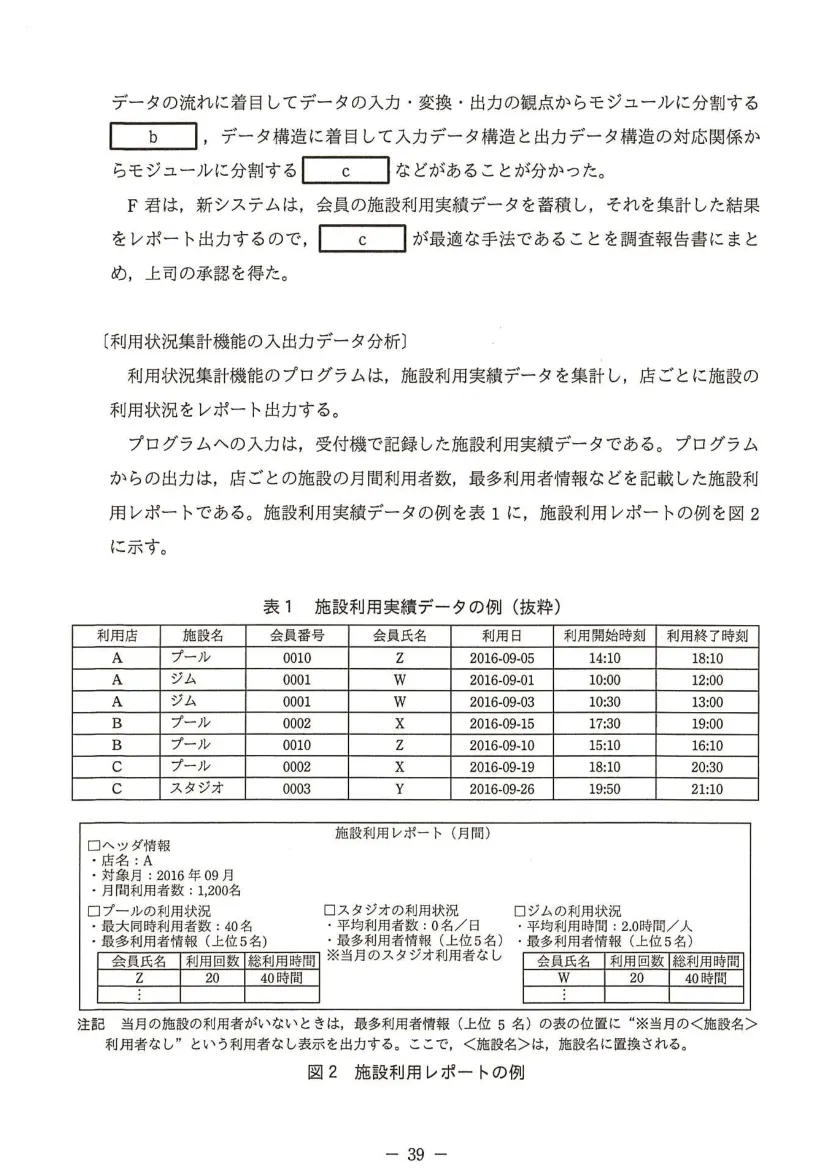 データの流れに着目してデータの入力・変換・出力の観点からモジュールに分割する
b ，データ構造に着目して入力データ構造と出力データ構造の対応関係か
らモジュールに分割する c などがあることが分かった。
F 君は，新システムは，会員の施設利用実績データを蓄積し，それを集計した結果
をレポート出力するので， c が最適な手法であることを調査報告書にまと
め，上司の承認を得た。
〔利用状況集計機能の入出力データ分析〕
利用状況集計機能のプログラムは，施設利用実績データを集計し，店ごとに施設の
利用状況をレポート出力する。
プログラムへの入力は，受付機で記録した施設利用実績データである。プログラム
からの出力は，店ごとの施設の月間利用者数，最多利用者情報などを記載した施設利
用レポートである。施設利用実績データの例を表 1 に，施設利用レポートの例を図 2
に示す。
表 1 施設利用実績データの例（抜粋）
利用店 施設名 会員番号 会員氏名 利用日 利用開始時刻 利用終了時刻
A プール 0010 Z 2016-09-05 14:10 18:10
A ジム 0001 W 2016-09-01 10:00 12:00
A ジム 0001 W 2016-09-03 10:30 13:00
B プール 0002 X 2016-09-15 17:30 19:00
B プール 0010 Z 2016-09-10 15:10 16:10
C プール 0002 X 2016-09-19 18:10 20:30
C スタジオ 0003 Y 2016-09-26 19:50 21:10
施設利用レポート（月間）
□ヘッダ情報
・店名：A
・対象月：2016 年 09 月
・月間利用者数：1,200名
□プールの利用状況
・最大同時利用者数：40名
・最多利用者情報（上位5名）
会員氏名 利用回数 総利用時間
Z 20 40時間
⋮
□スタジオの利用状況
・平均利用者数：0名／日
・最多利用者情報（上位5名）
※当月のスタジオ利用者なし
□ジムの利用状況
・平均利用時間：2.0時間／人
・最多利用者情報（上位5名）
会員氏名 利用回数 総利用時間
W 20 40時間
⋮
注記 当月の施設の利用者がいないときは，最多利用者情報（上位 5 名）の表の位置に “※当月の＜施設名＞
利用者なし” という利用者なし表示を出力する。ここで，＜施設名＞は，施設名に置換される。
図 2 施設利用レポートの例
－ 39 －